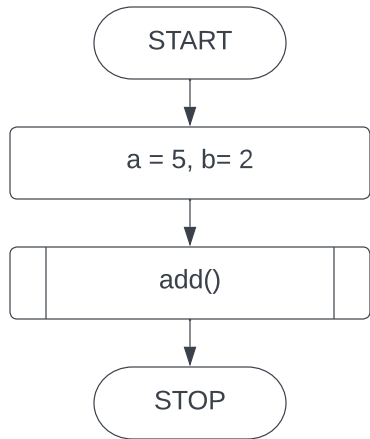 START
a = 5, b= 2
add()
STOP